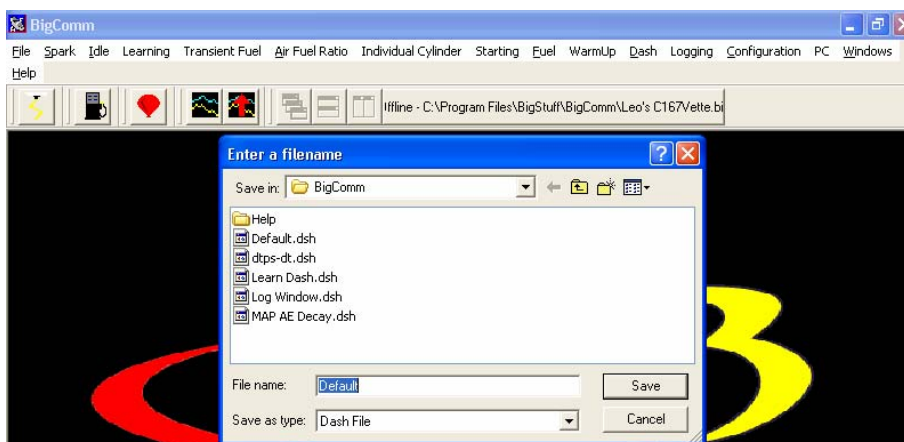 BigComm
File Spark Idle Learning Transient Fuel Air Fuel Ratio Individual Cylinder Starting Fuel WarmUp Dash Logging Configuration PC Windows
Help
Iffline - C:\Program Files\BigStuff\BigComm\Leo's C167Vette.bi
Enter a filename
Save in: BigComm
Help
Default.dsh
dtps-dt.dsh
Learn Dash.dsh
Log Window.dsh
MAP AE Decay.dsh
File name: Default Save
Save as type: Dash File Cancel